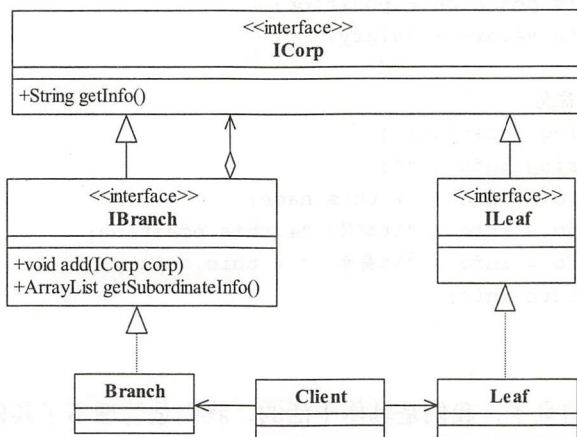 <<interface>>
ICorp
+String getInfo()
<<interface>>
IBranch
+void add(ICorp corp)
+ArrayList getSubordinateInfo()
<<interface>>
ILeaf
Branch
Client
Leaf